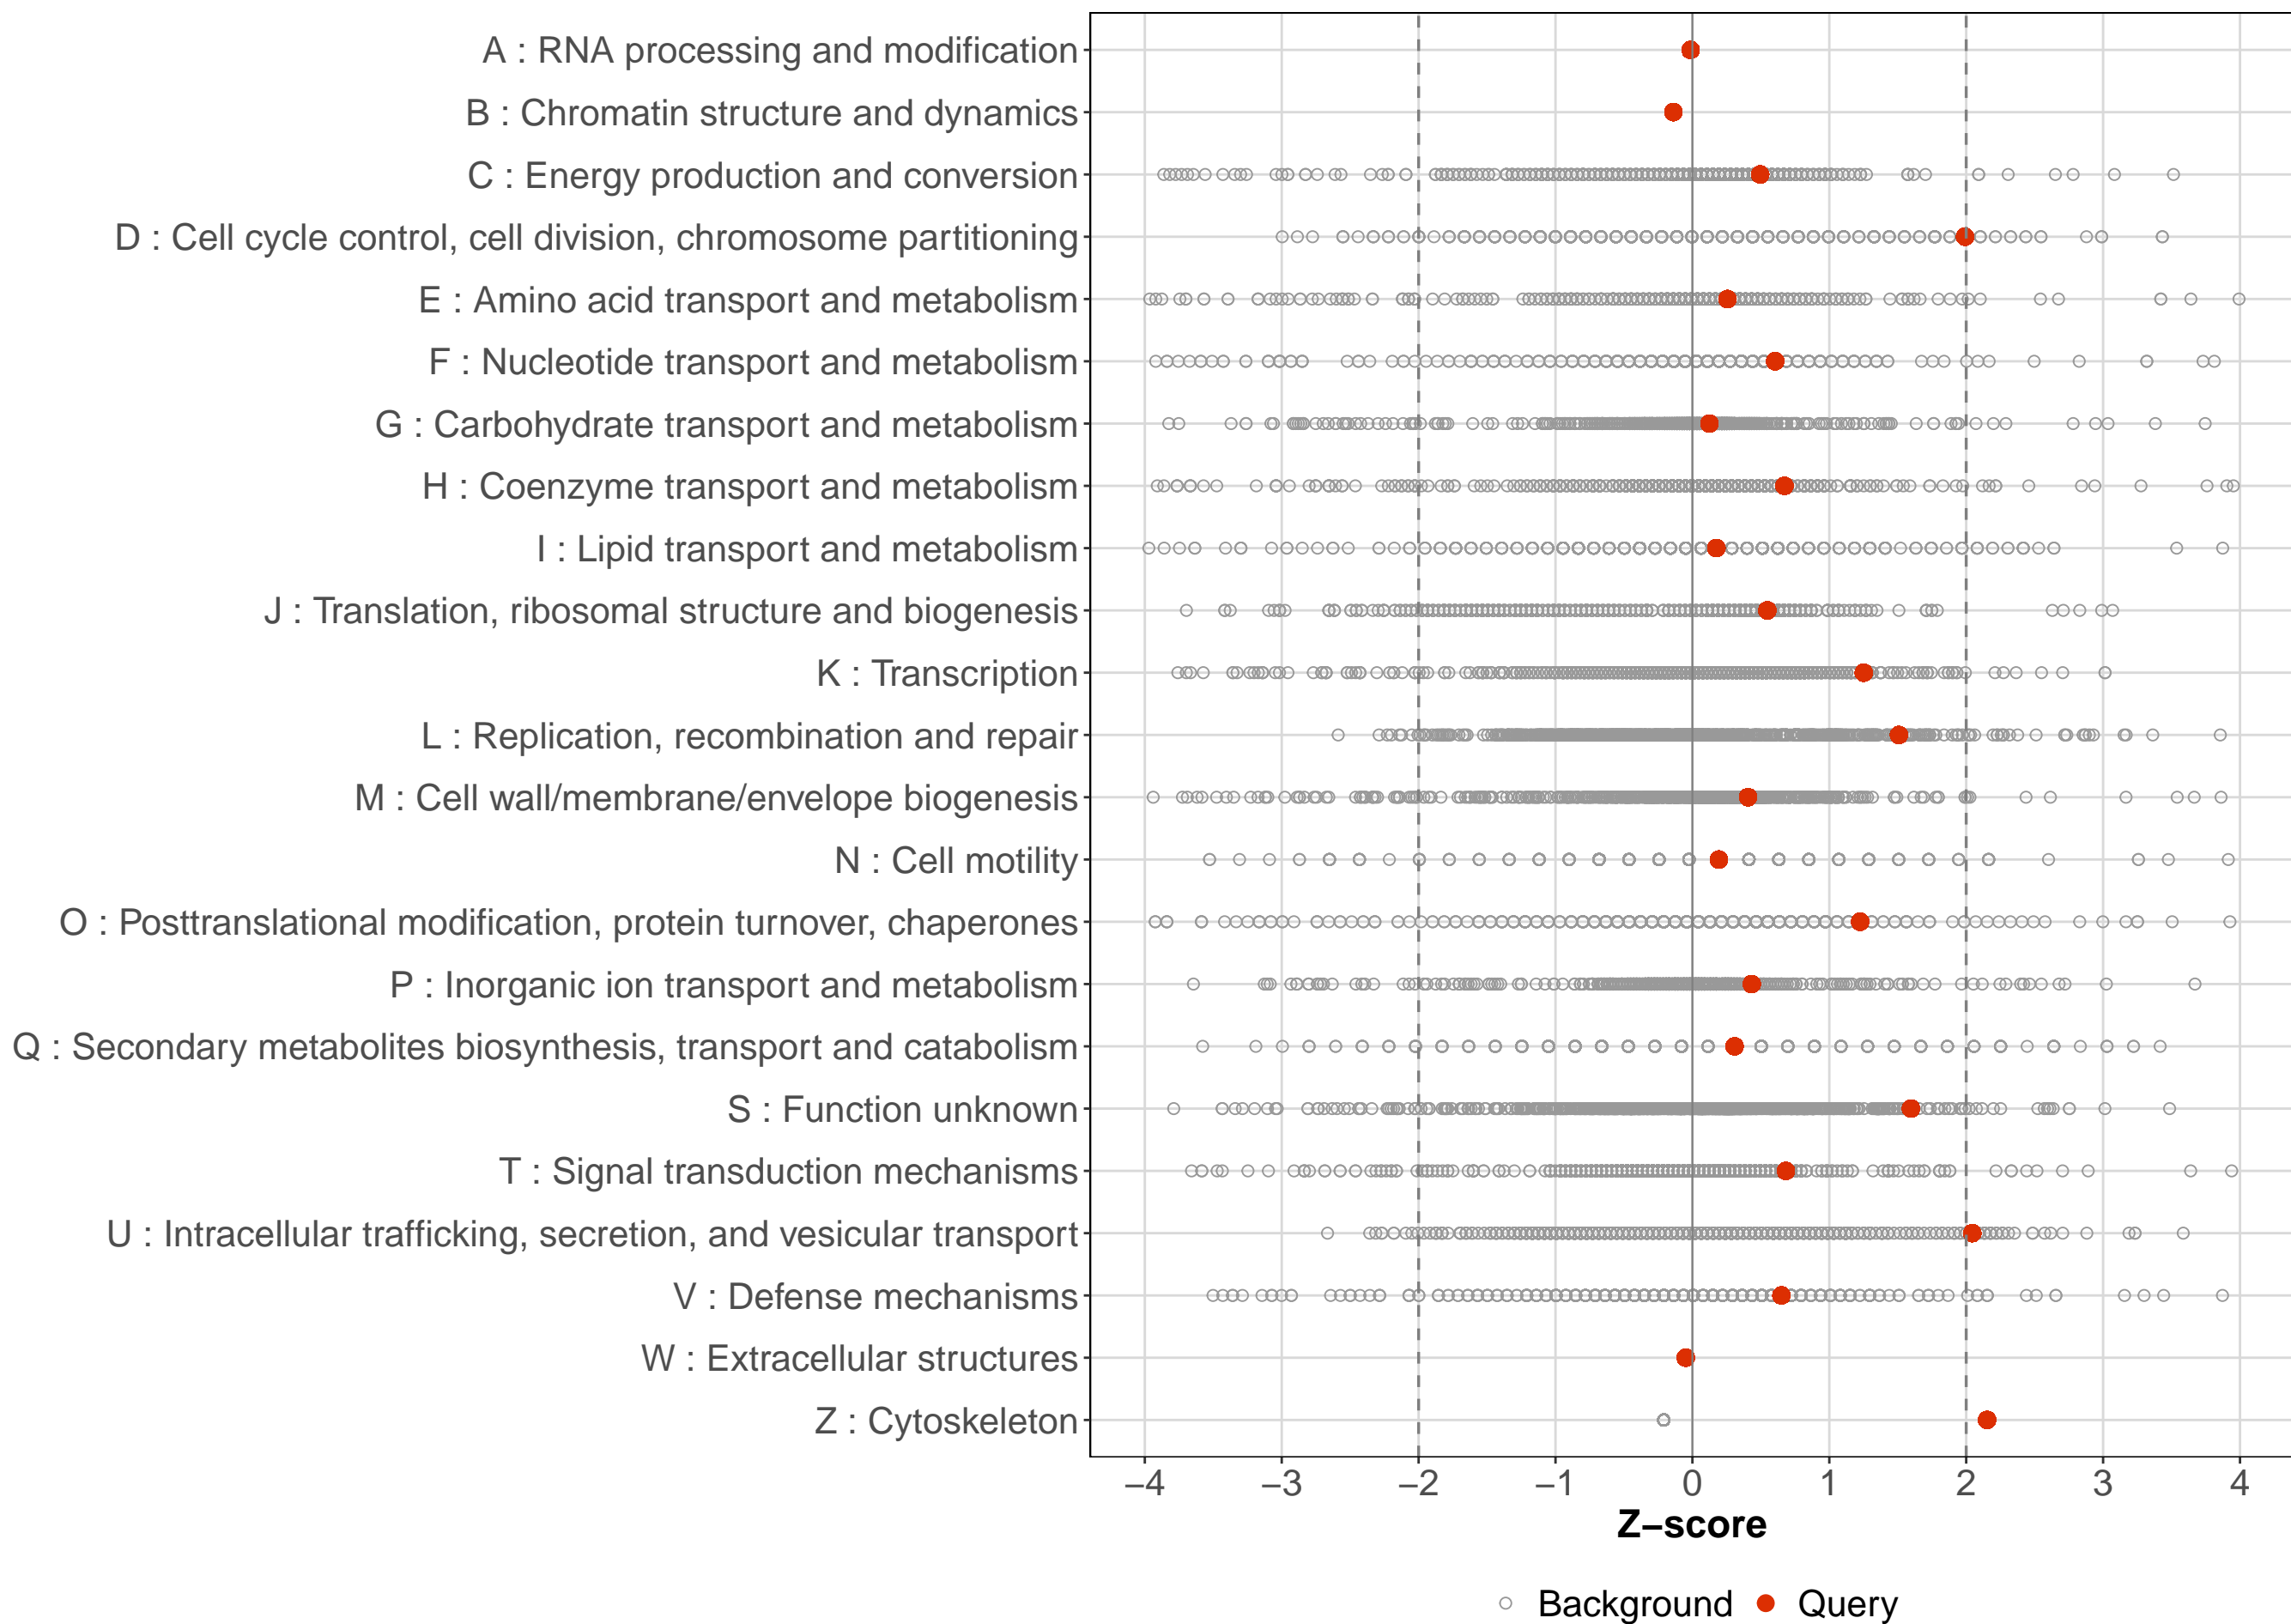 A : RNA processing and modification
B : Chromatin structure and dynamics
C : Energy production and conversion
D : Cell cycle control, cell division, chromosome partitioning
E : Amino acid transport and metabolism
F : Nucleotide transport and metabolism
G : Carbohydrate transport and metabolism
H : Coenzyme transport and metabolism
I : Lipid transport and metabolism
J : Translation, ribosomal structure and biogenesis
K : Transcription
L : Replication, recombination and repair
M : Cell wall/membrane/envelope biogenesis
N : Cell motility
O : Posttranslational modification, protein turnover, chaperones
P : Inorganic ion transport and metabolism
Q : Secondary metabolites biosynthesis, transport and catabolism
S : Function unknown
T : Signal transduction mechanisms
U : Intracellular trafficking, secretion, and vesicular transport
V : Defense mechanisms
W : Extracellular structures
Z : Cytoskeleton
−4 −3 −2 −1 0 1 2 3 4
Z−score
Background Query